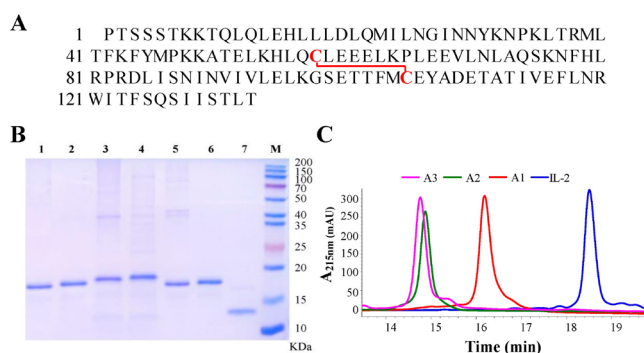 A
1 PTSSSTKKTQLQLEHLLLDLQMILNGINNYKNPKLTRML
41 TFKFYMPKKATELKHLQCLEEELKPLEEVLNLAQSKNFHL
81 RPRDLISNINVIVLELKGSETTFMCEYADETATIVEFLNR
121 WITFSQSIISTLT
B
1 2 3 4 5 6 7 M
200
150
100
70
50
40
35
25
20
15
10
KDa
C
A3 A2 A1 IL-2
A215nm (mAU)
300
250
200
150
100
50
0
14 15 16 17 18 19
Time (min)